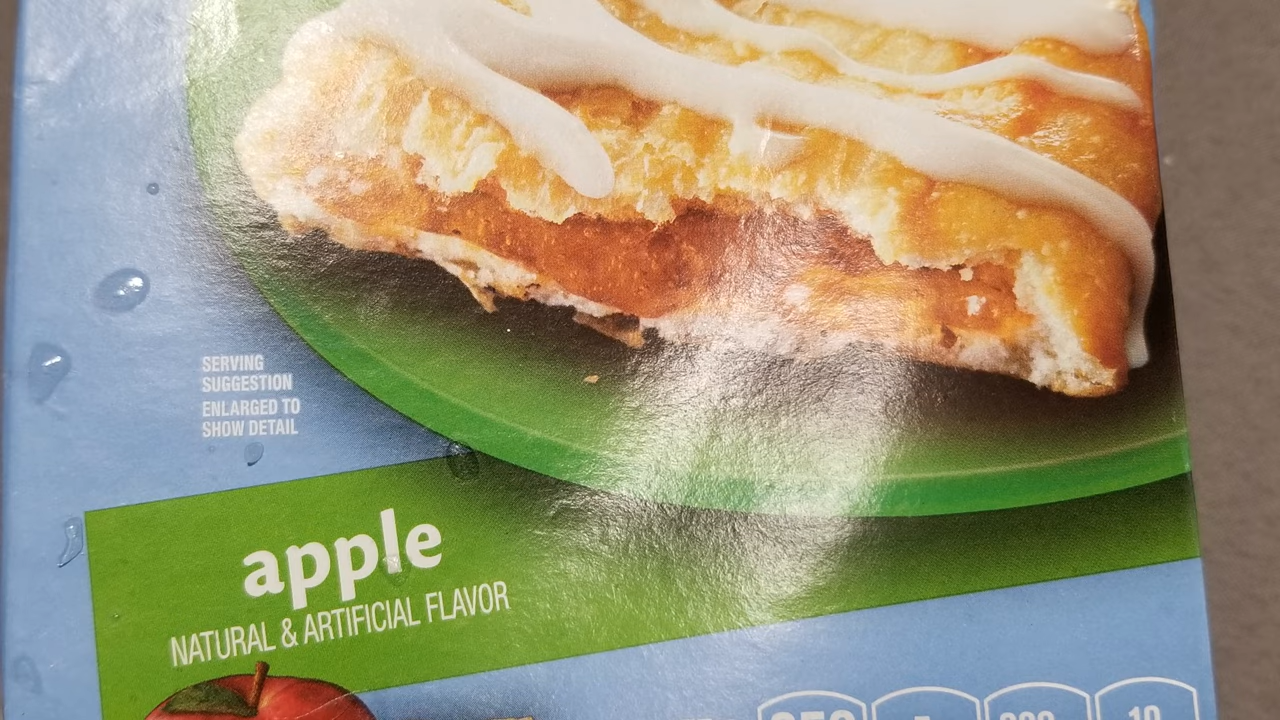 SERVING
SUGGESTION
ENLARGED TO
SHOW DETAIL
apple
NATURAL & ARTIFICIAL FLAVOR